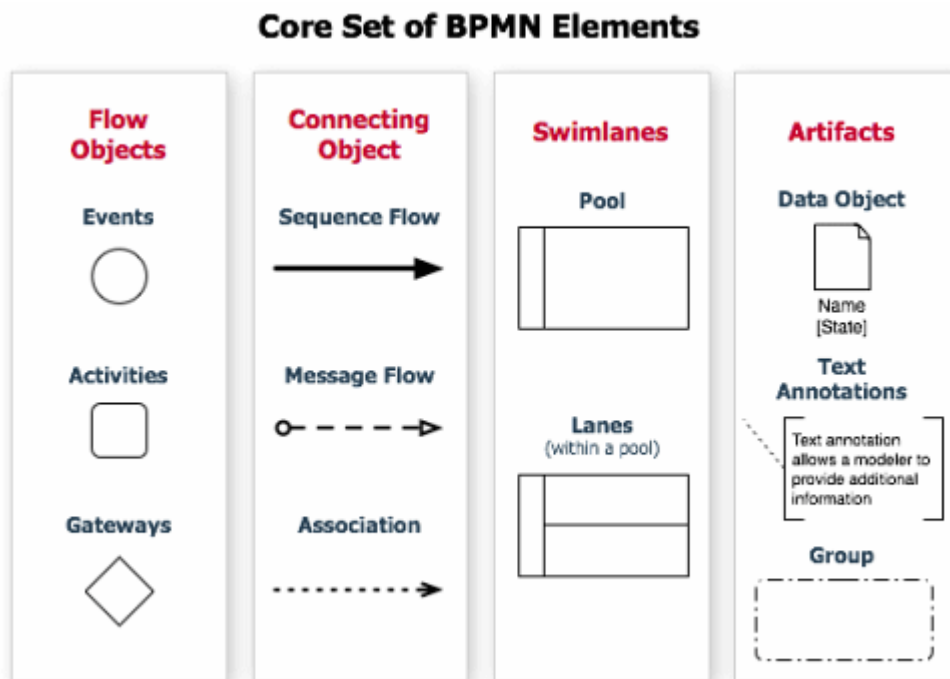 Core Set of BPMN Elements
Flow
Objects
Events
Activities
Gateways
Connecting
Object
Sequence Flow
Message Flow
Association
Swimlanes
Pool
Lanes
(within a pool)
Artifacts
Data Object
Name
[State]
Text
Annotations
Text annotation
allows a modeler to
provide additional
information
Group